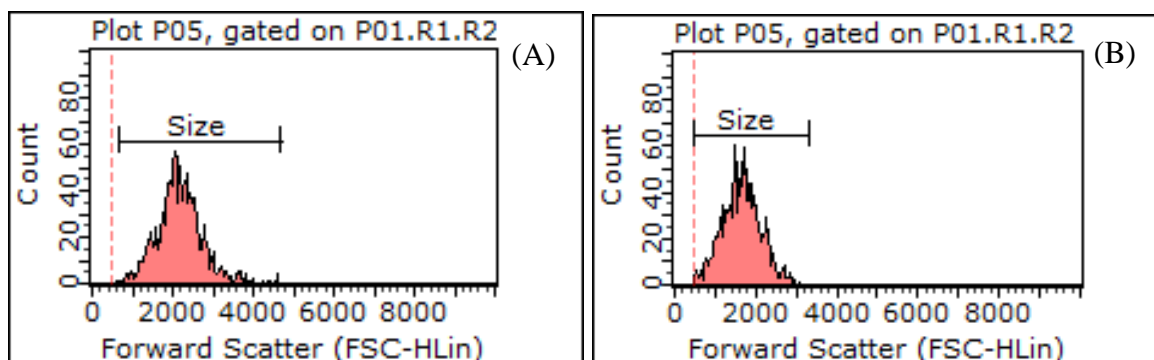 Plot P05, gated on P01.R1.R2
(A)
Size
Count
0 20 40 60 80
0 2000 4000 6000 8000
Forward Scatter (FSC-HLin)
Plot P05, gated on P01.R1.R2
(B)
Size
Count
0 20 40 60 80
0 2000 4000 6000 8000
Forward Scatter (FSC-HLin)